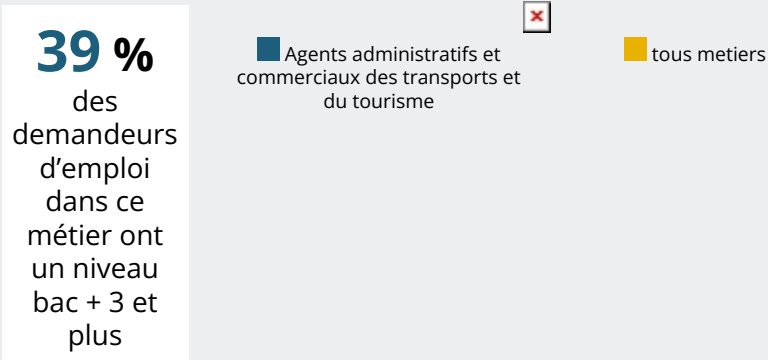 39 %
des
demandeurs
d’emploi
dans ce
métier ont
un niveau
bac + 3 et
plus
Agents administratifs et
commerciaux des transports et
du tourisme
tous metiers